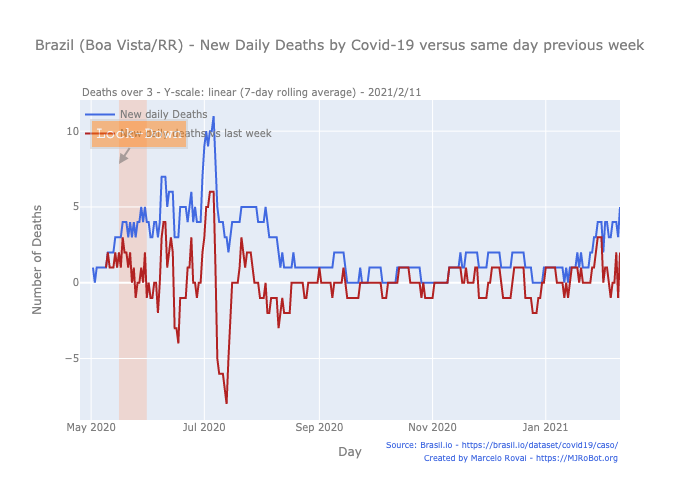 Brazil (Boa Vista/RR) - New Daily Deaths by Covid-19 versus same day previous week
Deaths over 3 - Y-scale: linear (7-day rolling average) - 2021/2/11
New daily Deaths
New daily Deaths vs last week
Lock Down
10
5
0
−5
Number of Deaths
May 2020
Jul 2020
Sep 2020
Nov 2020
Jan 2021
Day
Source: Brasil.io - https://brasil.io/dataset/covid19/caso/
Created by Marcelo Rovai - https://MJRoBot.org